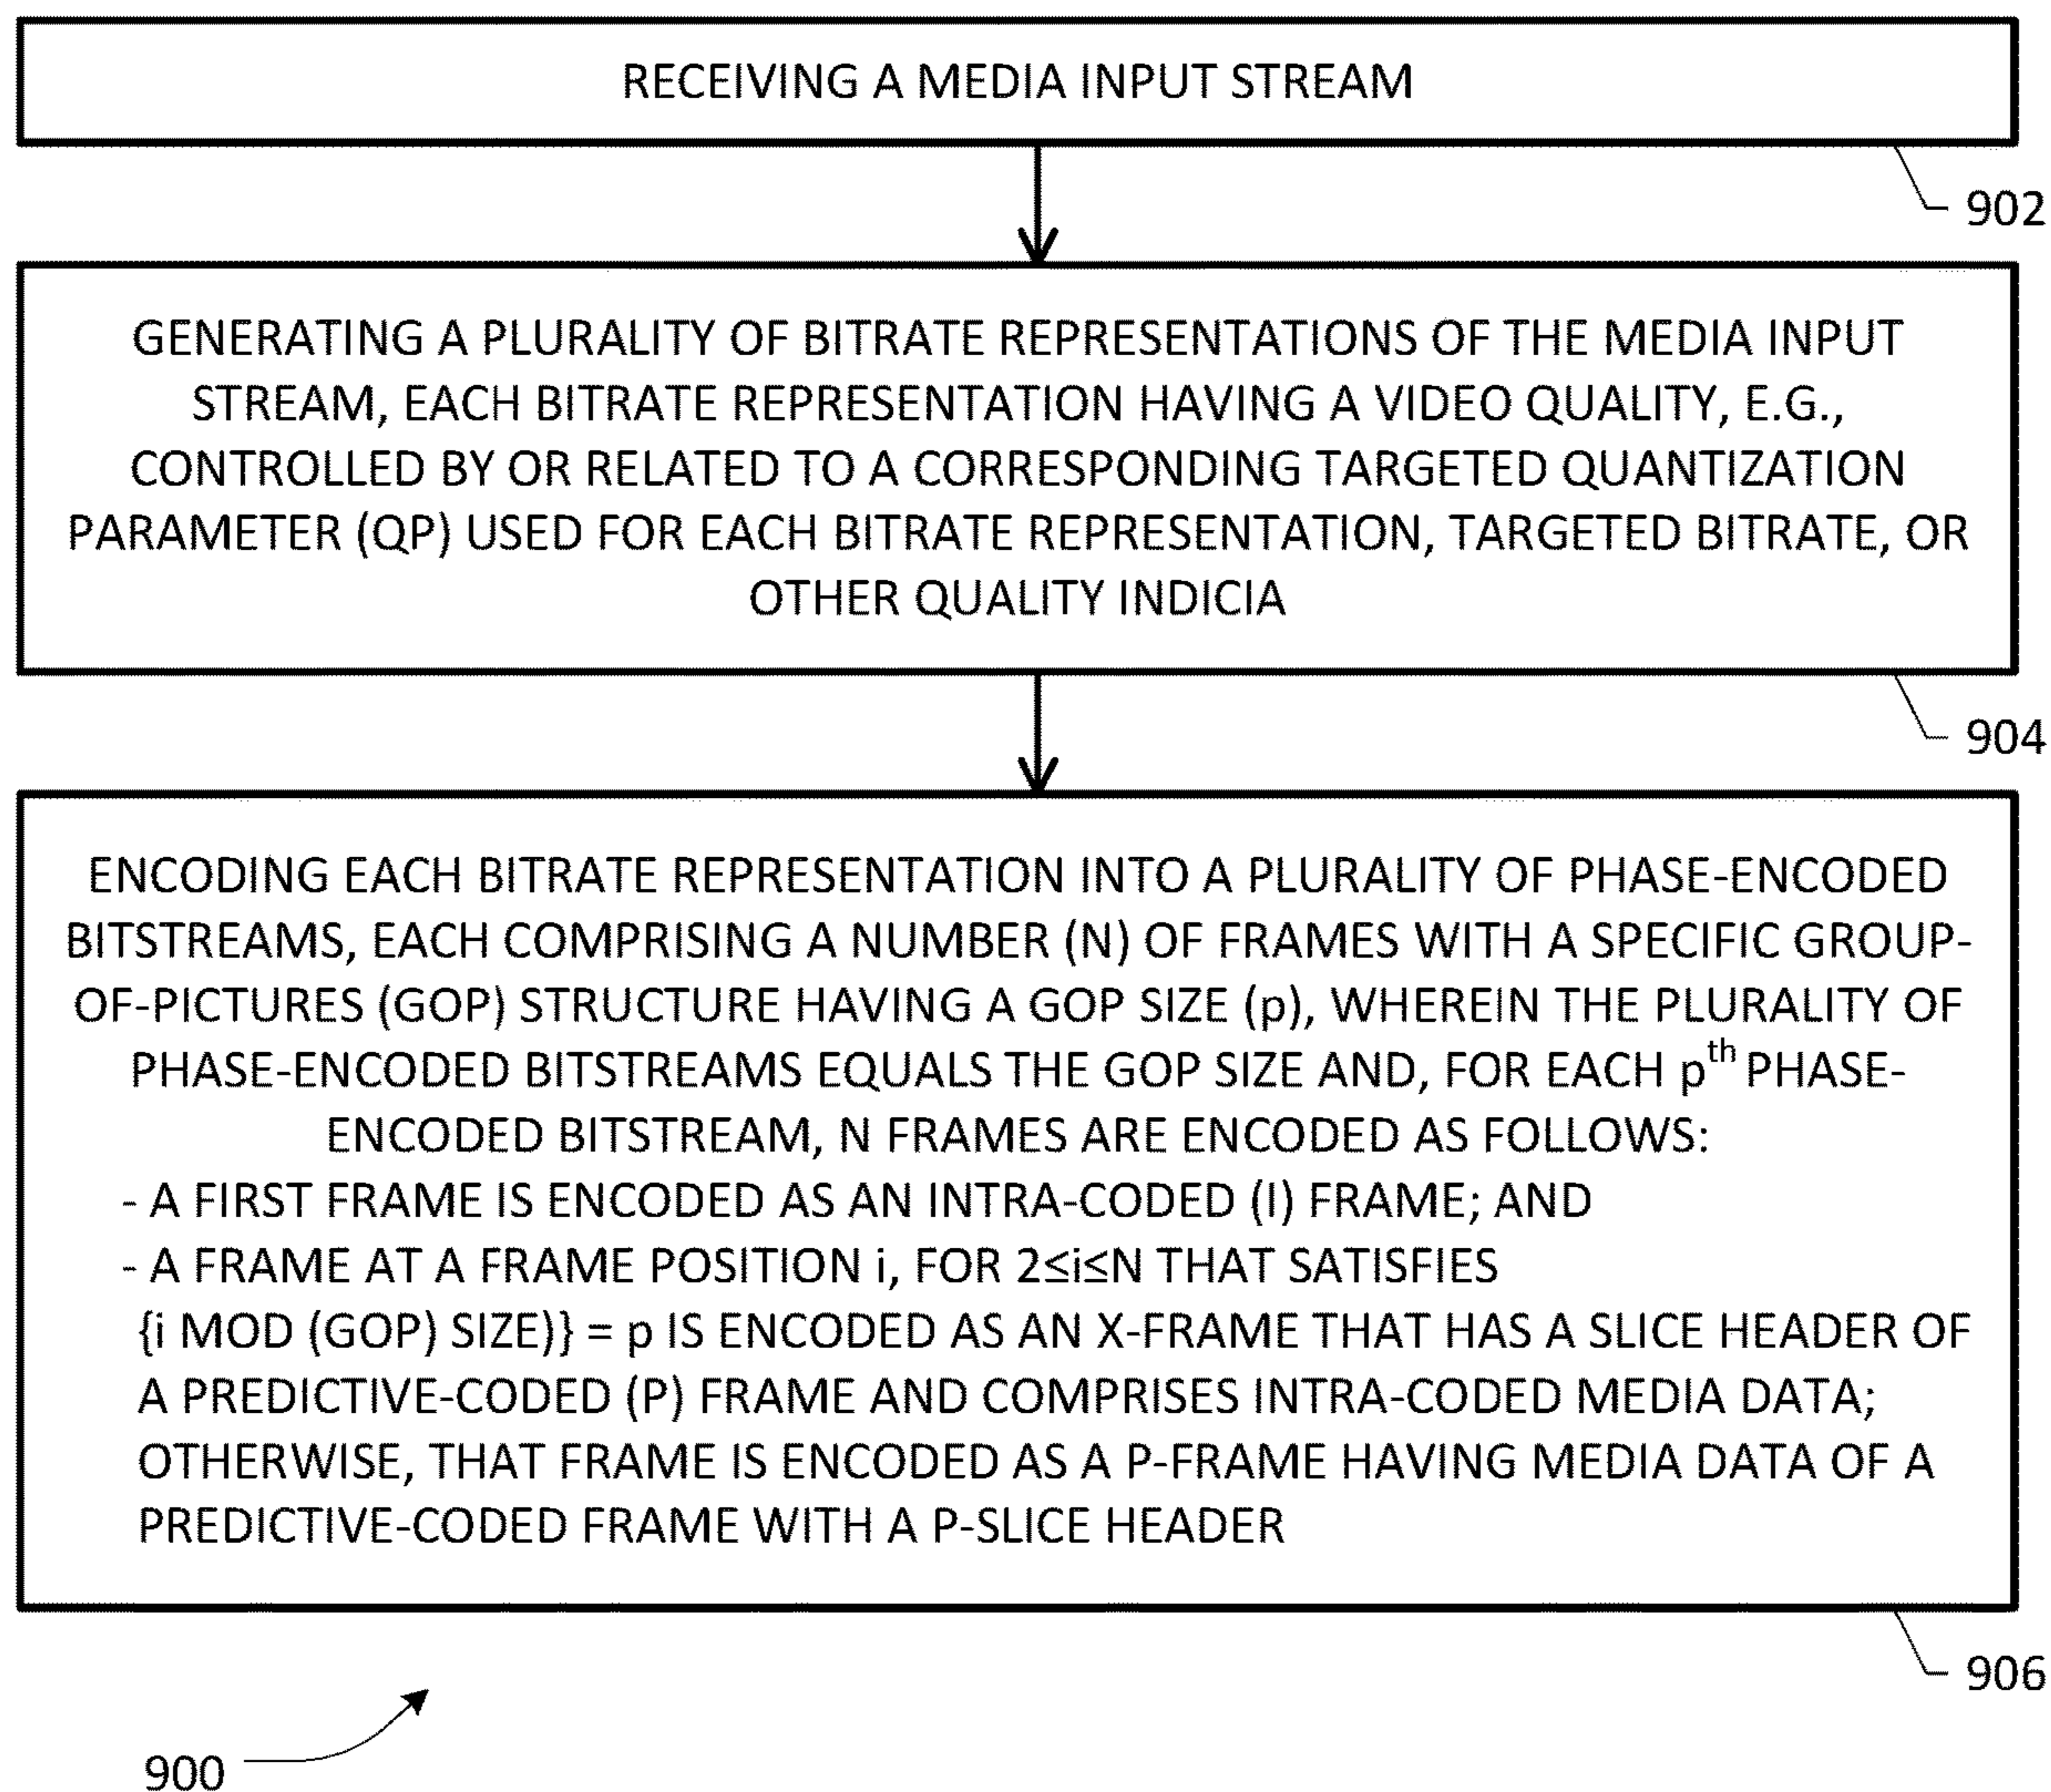 RECEIVING A MEDIA INPUT STREAM
902
GENERATING A PLURALITY OF BITRATE REPRESENTATIONS OF THE MEDIA INPUT
STREAM, EACH BITRATE REPRESENTATION HAVING A VIDEO QUALITY, E.G.,
CONTROLLED BY OR RELATED TO A CORRESPONDING TARGETED QUANTIZATION
PARAMETER (QP) USED FOR EACH BITRATE REPRESENTATION, TARGETED BITRATE, OR
OTHER QUALITY INDICIA
904
ENCODING EACH BITRATE REPRESENTATION INTO A PLURALITY OF PHASE-ENCODED
BITSTREAMS, EACH COMPRISING A NUMBER (N) OF FRAMES WITH A SPECIFIC GROUP-
OF-PICTURES (GOP) STRUCTURE HAVING A GOP SIZE (p), WHEREIN THE PLURALITY OF
PHASE-ENCODED BITSTREAMS EQUALS THE GOP SIZE AND, FOR EACH pth PHASE-
ENCODED BITSTREAM, N FRAMES ARE ENCODED AS FOLLOWS:
- A FIRST FRAME IS ENCODED AS AN INTRA-CODED (I) FRAME; AND
- A FRAME AT A FRAME POSITION i, FOR 2≤i≤N THAT SATISFIES
{i MOD (GOP) SIZE)} = p IS ENCODED AS AN X-FRAME THAT HAS A SLICE HEADER OF
A PREDICTIVE-CODED (P) FRAME AND COMPRISES INTRA-CODED MEDIA DATA;
OTHERWISE, THAT FRAME IS ENCODED AS A P-FRAME HAVING MEDIA DATA OF A
PREDICTIVE-CODED FRAME WITH A P-SLICE HEADER
906
900